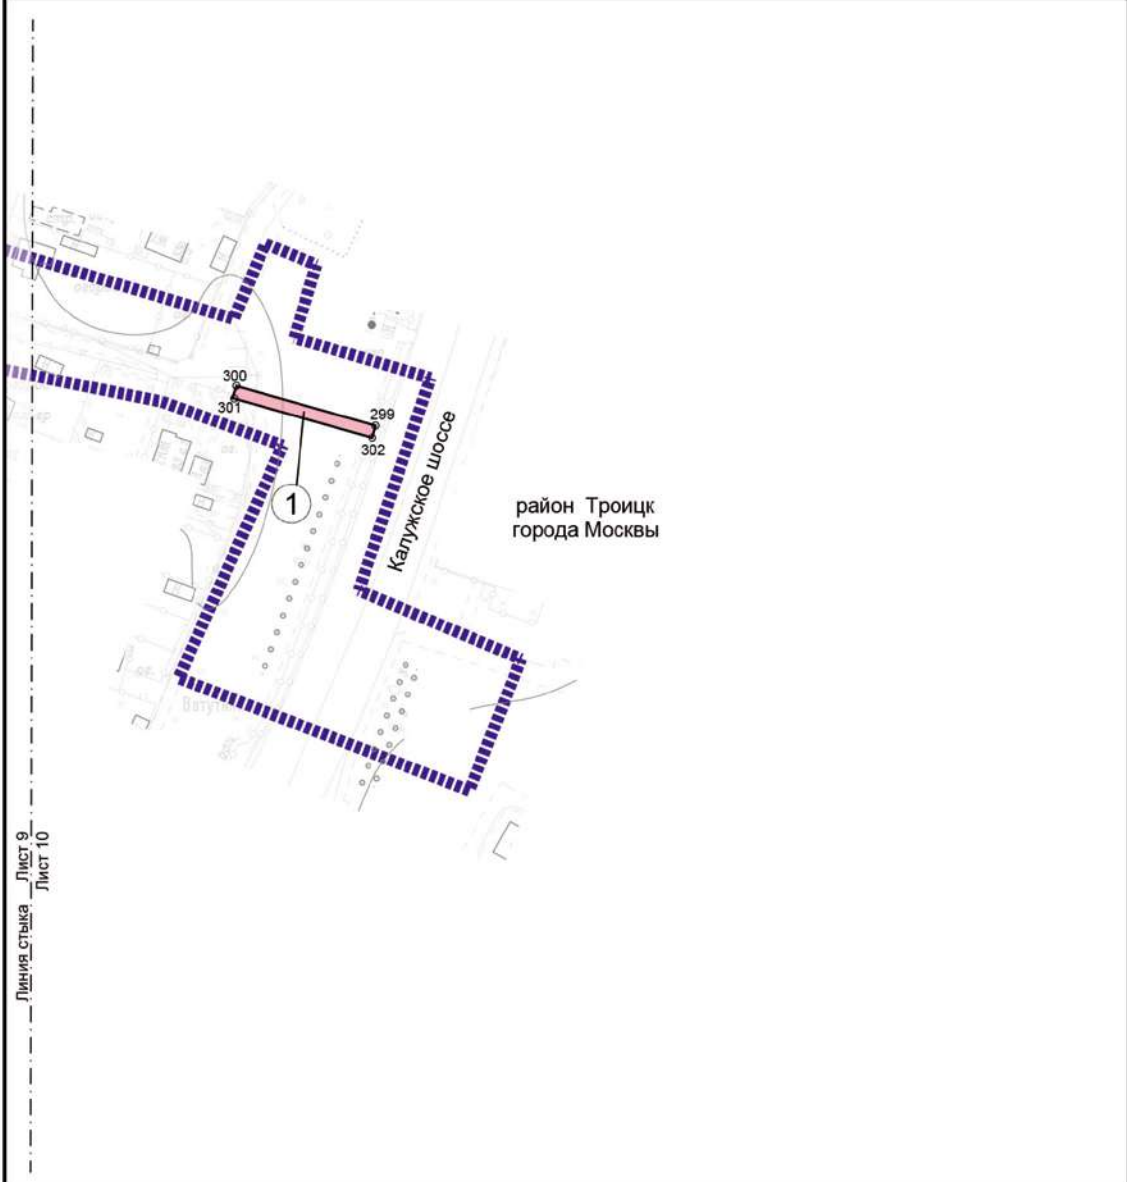 300
301
299
302
1
Калужское шоссе
район Троицк
города Москвы
Лист 9
Лист 10
Линия стыка